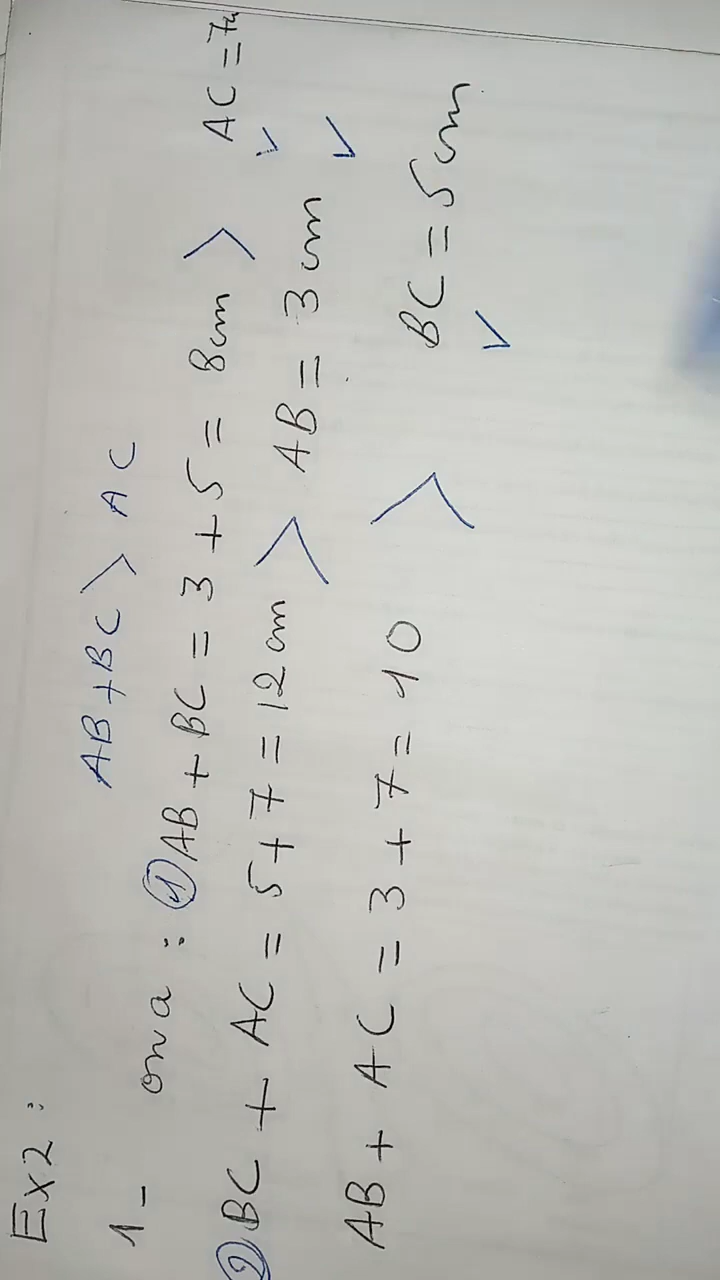 Ex2 :
AB + BC > AC
1- on a : ① AB + BC = 3 + 5 = 8cm > AC = 7
② BC + AC = 5 + 7 = 12 cm > AB = 3 cm
AB + AC = 3 + 7 = 10 > BC = 5 cm